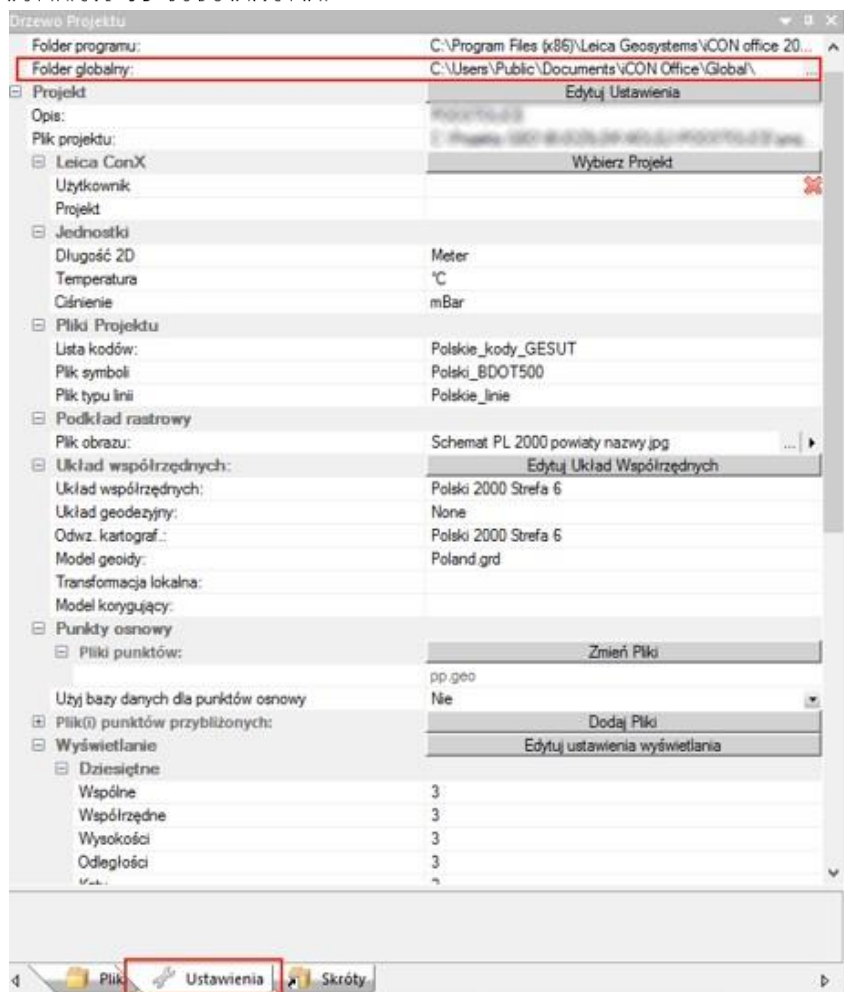 Drzewo Projektu
Folder programu: C:\Program Files (x86)\Leica Geosystems\iCON office 20...
Folder globalny: C:\Users\Public\Documents\iCON Office\Global\ ...
Projekt Edytuj Ustawienia
Opis:
Plik projektu:
Leica ConX Wybierz Projekt
Użytkownik
Projekt
Jednostki
Długość 2D Meter
Temperatura °C
Ciśnienie mBar
Pliki Projektu
Lista kodów: Polskie_kody_GESUT
Plik symboli Polski_BDOT500
Plik typu linii Polskie_linie
Podkład rastrowy
Plik obrazu: Schemat PL 2000 powiaty nazwy.jpg ...
Układ współrzędnych: Edytuj Układ Współrzędnych
Układ współrzędnych: Polski 2000 Strefa 6
Układ geodezyjny: None
Odwz. kartograf.: Polski 2000 Strefa 6
Model geoidy: Poland.grd
Transformacja lokalna:
Model korygujący:
Punkty osnowy
Pliki punktów: Zmień Pliki
pp.geo
Użyj bazy danych dla punktów osnowy Nie
Plik(i) punktów przybliżonych: Dodaj Pliki
Wyświetlanie Edytuj ustawienia wyświetlania
Dziesiętne
Wspólne 3
Współrzędne 3
Wysokości 3
Odległości 3
Plik Ustawienia Skróty